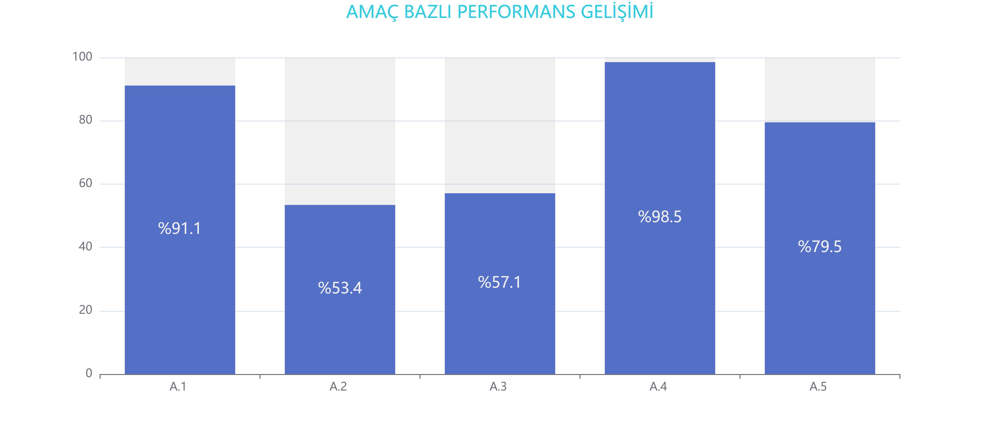 AMAÇ BAZLI PERFORMANS GELİŞİMİ
100
80
60
40
20
0
%91.1
%53.4
%57.1
%98.5
%79.5
A.1
A.2
A.3
A.4
A.5